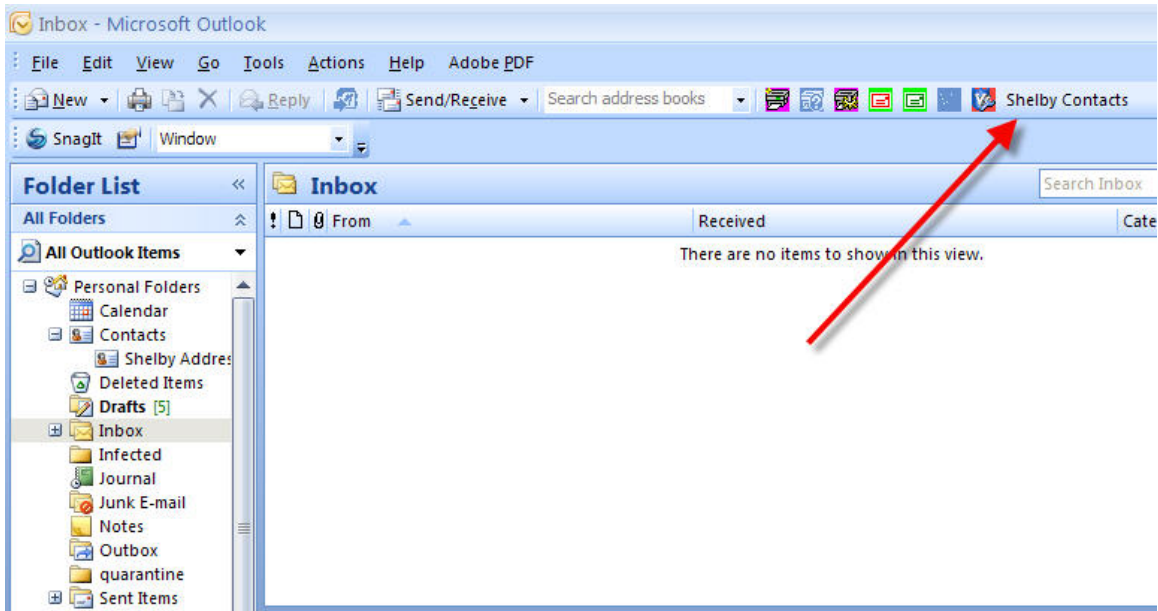 Inbox - Microsoft Outlook
File Edit View Go Tools Actions Help Adobe PDF
New Reply Send/Receive Search address books Shelby Contacts
SnagIt Window
Folder List « Inbox Search Inbox
All Folders ! From Received Cate
All Outlook Items There are no items to show in this view.
Personal Folders
Calendar
Contacts
Shelby Addres
Deleted Items
Drafts [5]
Inbox
Infected
Journal
Junk E-mail
Notes
Outbox
quarantine
Sent Items